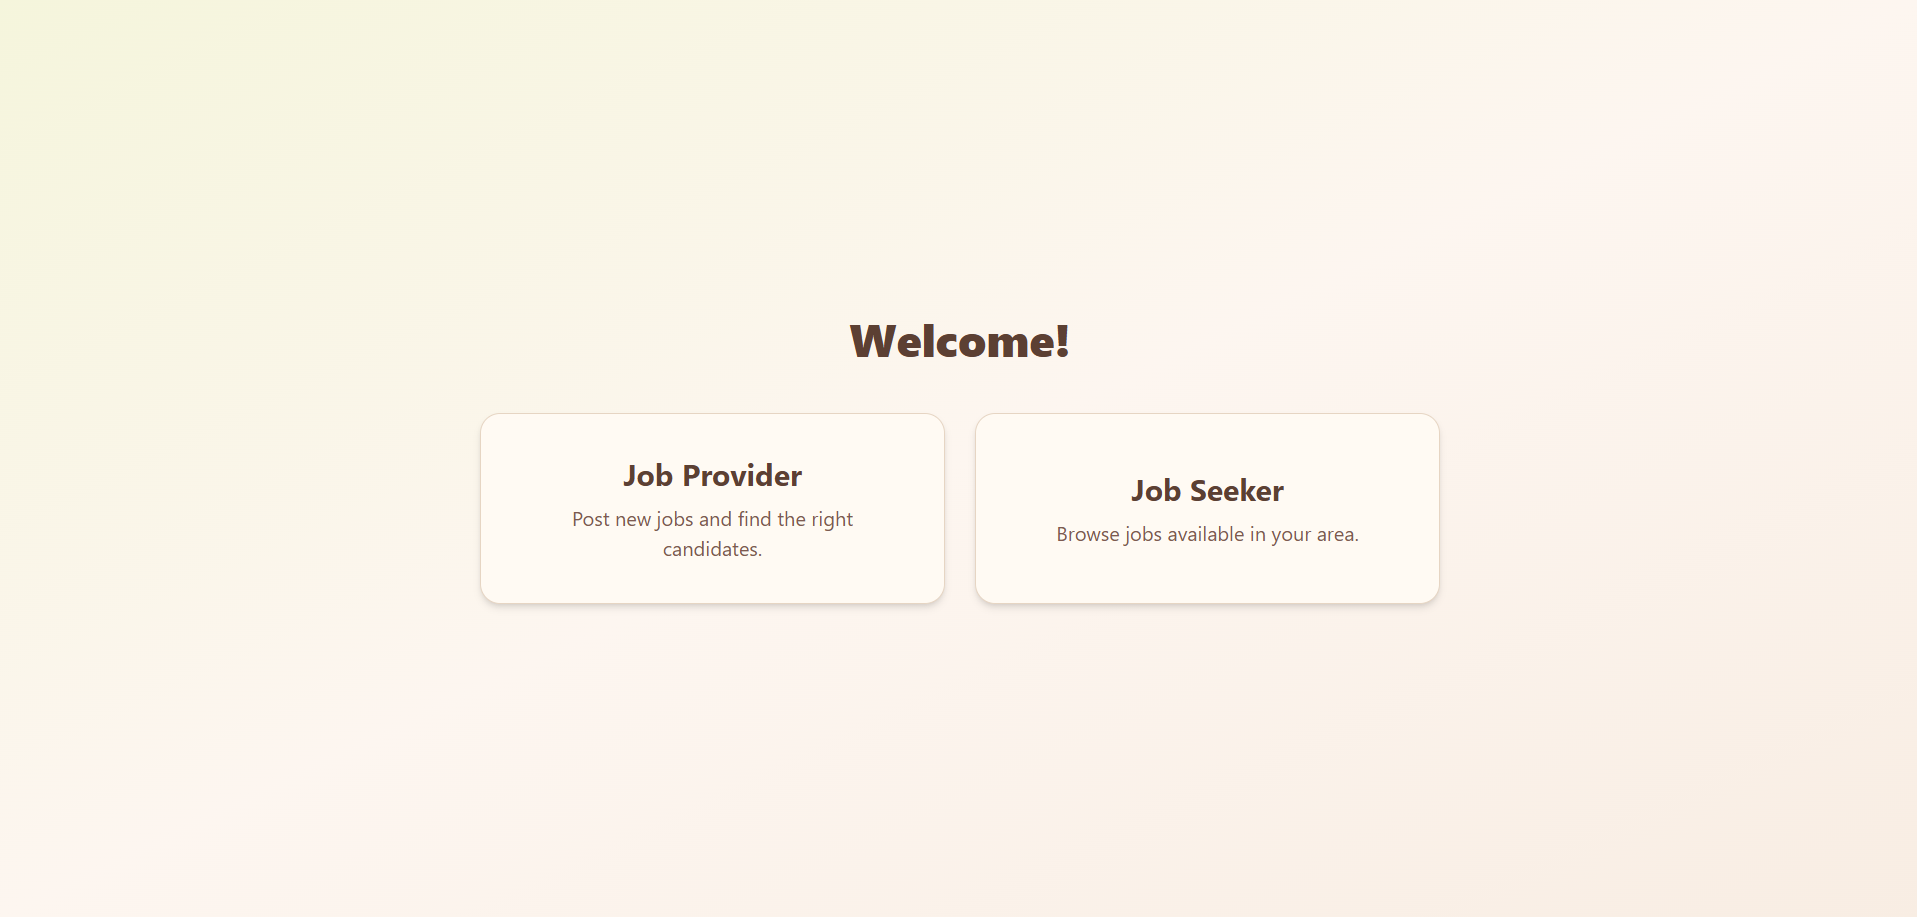 Welcome!
Job Provider
Post new jobs and find the right
candidates.
Job Seeker
Browse jobs available in your area.